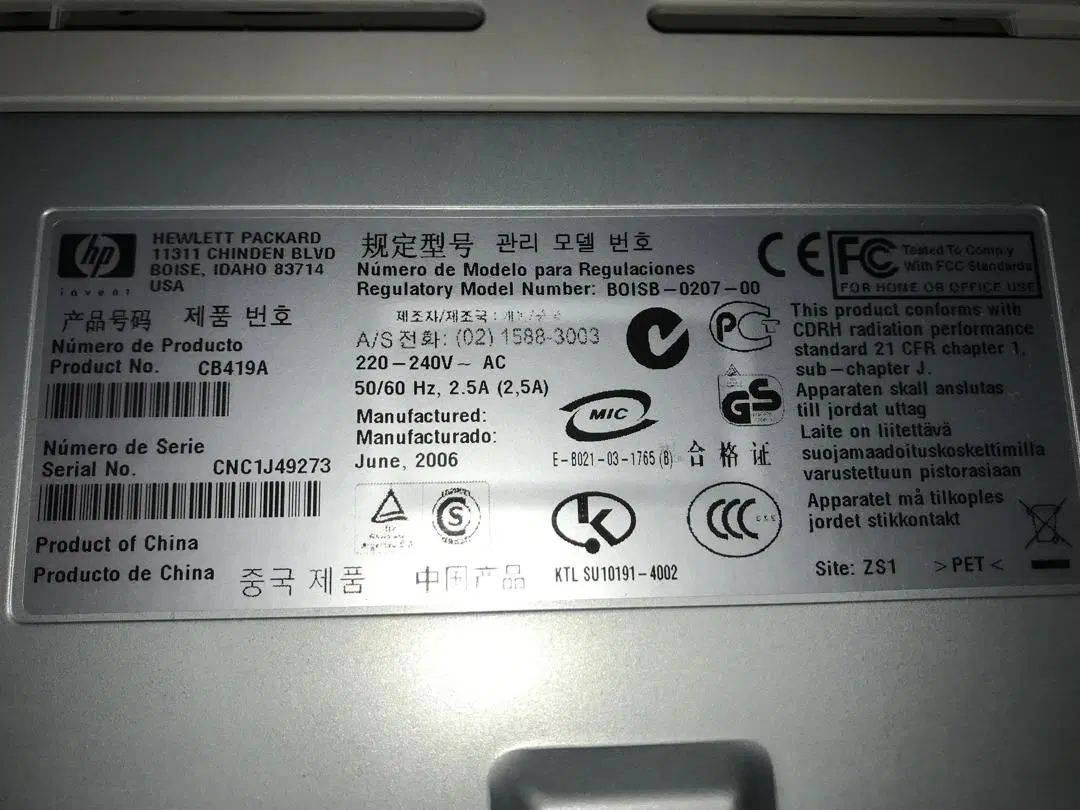 hp
invent
HEWLETT PACKARD
11311 CHINDEN BLVD
BOISE, IDAHO 83714
USA
产品号码 제품 번호
Número de Producto
Product No. CB419A
Número de Serie
Serial No. CNC1J49273
Product of China
Producto de China 중국 제품 中国产品
规定型号 관리 모델 번호
Número de Modelo para Regulaciones
Regulatory Model Number: BOISB-0207-00
제조자/제조국 :
A/S 전화: (02) 1588-3003
220-240V~ AC
50/60 Hz, 2.5A (2,5A)
Manufactured:
Manufacturado:
June, 2006
S
MIC
E-B021-03-1765 (B)
KTL SU10191-4002
GS
合格证
CCC
CE
FC
Tested To Comply
With FCC Standards
FOR HOME OR OFFICE USE
This product conforms with
CDRH radiation performance
standard 21 CFR chapter 1,
sub-chapter J.
Apparaten skall anslutas
till jordat uttag
Laite on liitettävä
suojamaadoituskoskettimilla
varustettuun pistorasiaan
Apparatet må tilkoples
jordet stikkontakt
Site: ZS1 >PET<